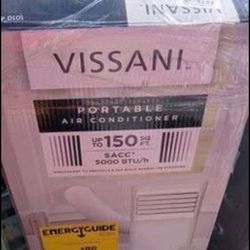 VISSANI
VISSANI.
PORTABLE
AIR CONDITIONER
UP TO 150 SQ. FT.
SACC*
5000 BTU/h
ENERGYGUIDE